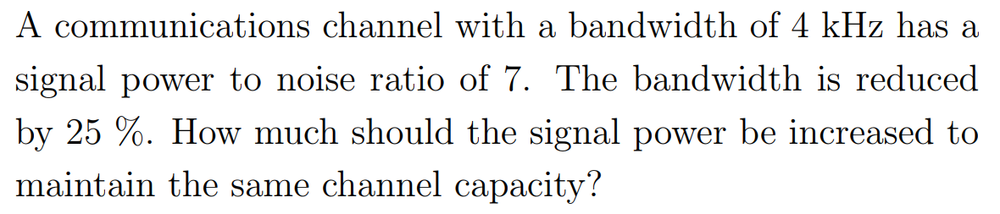 A communications channel with a bandwidth of 4 kHz has a
signal power to noise ratio of 7. The bandwidth is reduced
by 25 %. How much should the signal power be increased to
maintain the same channel capacity?